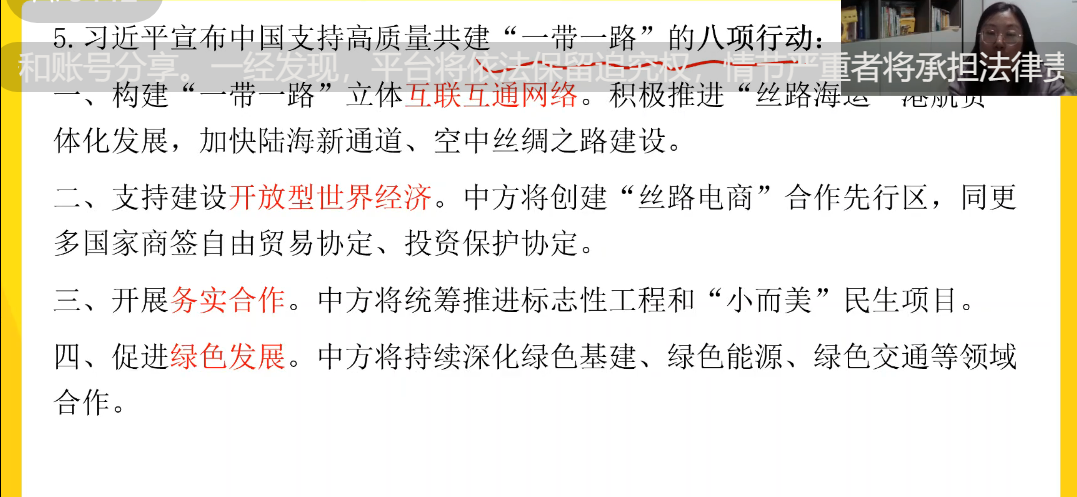 5.习近平宣布中国支持高质量共建“一带一路”的八项行动：
和账号分享。一经发现，平台将依法保留追究权，情节严重者将承担法律责
一、构建“一带一路”立体互联互通网络。积极推进“丝路海运”港航贸一
体化发展，加快陆海新通道、空中丝绸之路建设。
二、支持建设开放型世界经济。中方将创建“丝路电商”合作先行区，同更
多国家商签自由贸易协定、投资保护协定。
三、开展务实合作。中方将统筹推进标志性工程和“小而美”民生项目。
四、促进绿色发展。中方将持续深化绿色基建、绿色能源、绿色交通等领域
合作。